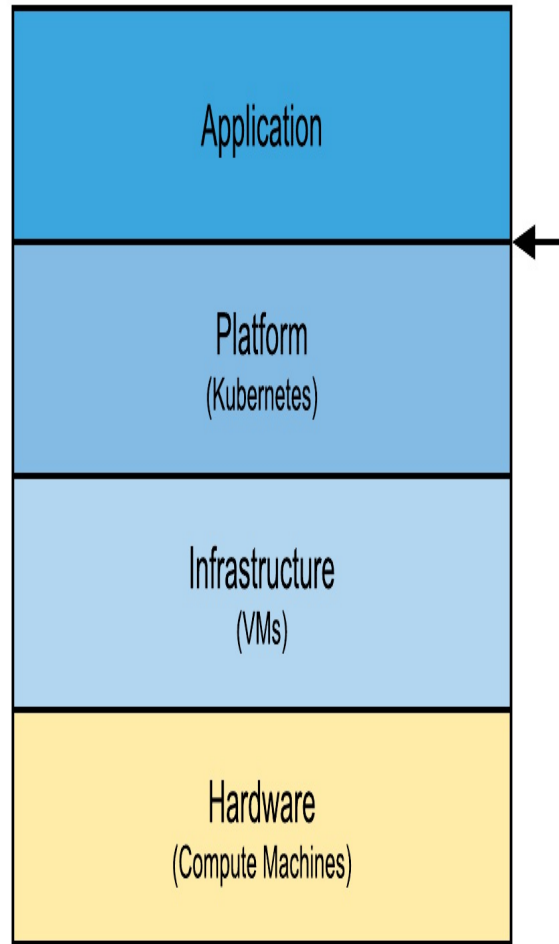 Application
Platform
(Kubernetes)
Infrastructure
(VMs)
Hardware
(Compute Machines)